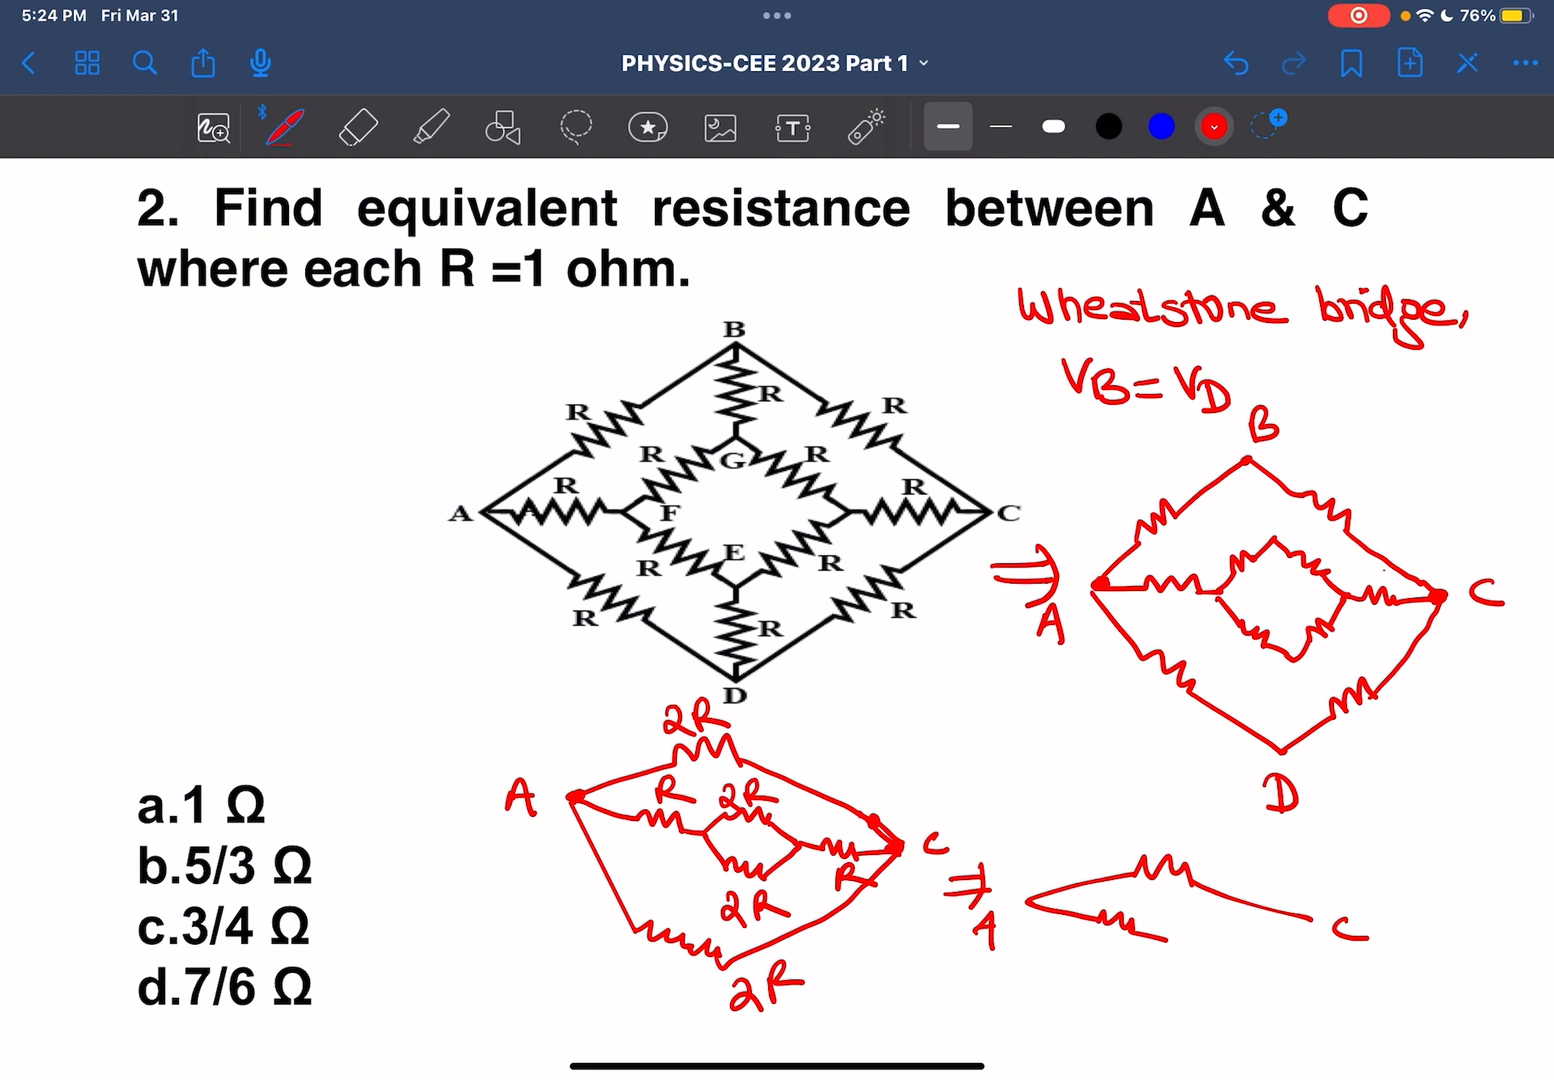 5:24 PM Fri Mar 31
76%
PHYSICS-CEE 2023 Part 1
2. Find equivalent resistance between A & C
where each R =1 ohm.
Wheatstone bridge,
VB = VD
B
R
R
R
R
G
R
R
R
A
A
F
C
E
R
R
R
R
R
D
B
A
C
D
2R
A
R
2R
C
R
2R
2R
⇒
A
C
a.1 Ω
b.5/3 Ω
c.3/4 Ω
d.7/6 Ω